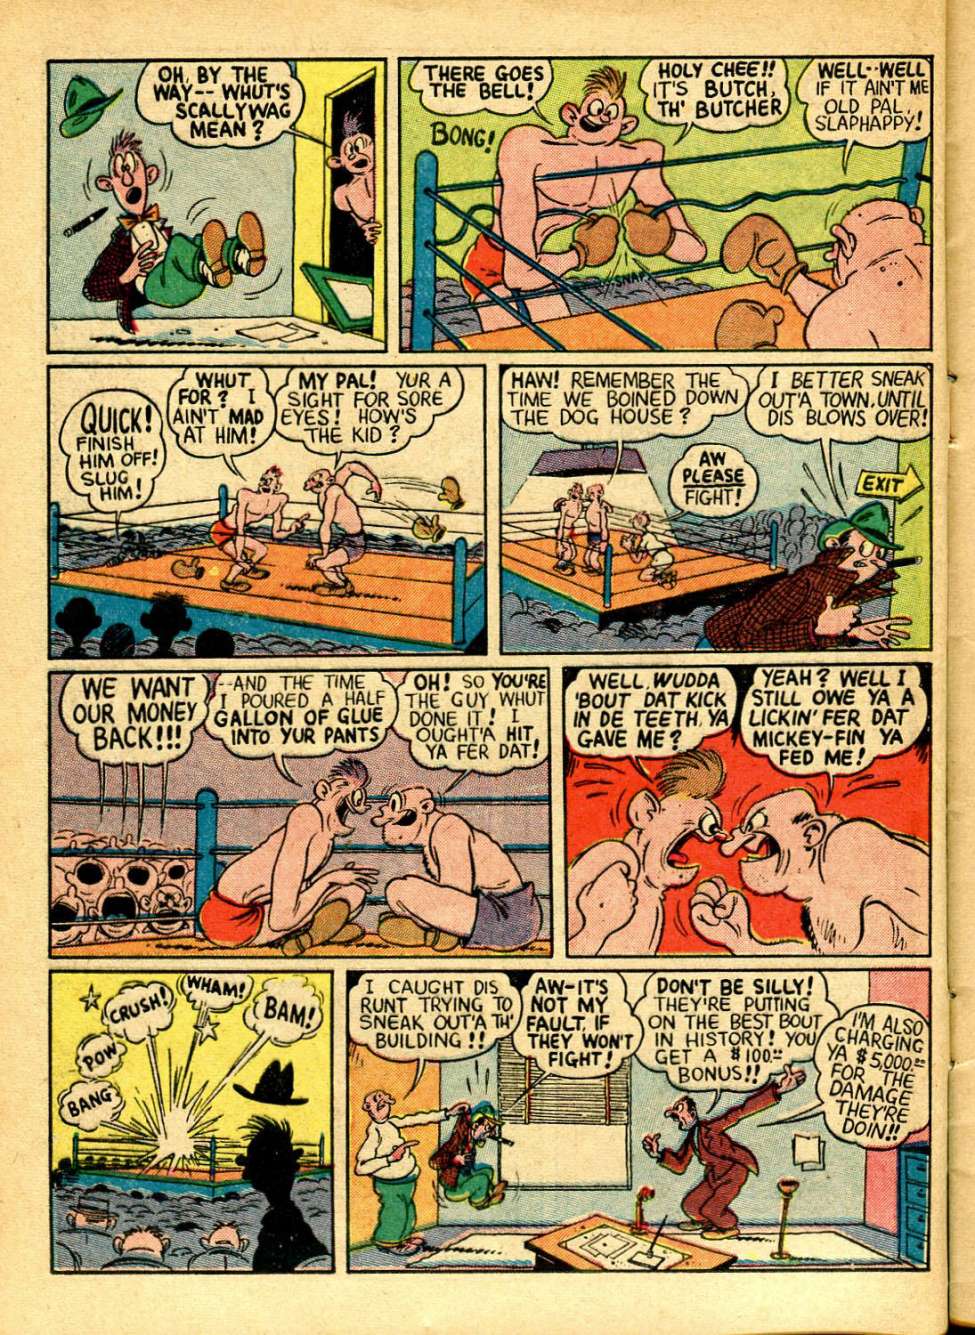 OH, BY THE
WAY-- WHUT'S
SCALLYWAG
MEAN?
THERE GOES
THE BELL!
BONG!
HOLY CHEE!!
IT'S BUTCH,
TH' BUTCHER
WELL--WELL
IF IT AIN'T ME
OLD PAL,
SLAPHAPPY!
SNAP!
QUICK!
FINISH
HIM OFF!
SLUG
HIM!
WHUT
FOR? I
AIN'T MAD
AT HIM!
MY PAL! YUR A
SIGHT FOR SORE
EYES! HOW'S
THE KID?
HAW! REMEMBER THE
TIME WE BOINED DOWN
THE DOG HOUSE?
AW
PLEASE
FIGHT!
I BETTER SNEAK
OUT'A TOWN, UNTIL
DIS BLOWS OVER!
EXIT
WE WANT
OUR MONEY
BACK!!!
--AND THE TIME
I POURED A HALF
GALLON OF GLUE
INTO YUR PANTS
OH! SO YOU'RE
THE GUY, WHUT
DONE IT! I
OUGHT'A HIT
YA FER DAT!
WELL, WUDDA
'BOUT DAT KICK
IN DE TEETH, YA
GAVE ME?
YEAH? WELL I
STILL OWE YA A
LICKIN' FER DAT
MICKEY-FIN YA
FED ME!
BANG
POW
CRUSH!
WHAM!
BAM!
I CAUGHT DIS
RUNT TRYING TO
SNEAK OUT'A TH'
BUILDING!!
AW-IT'S
NOT MY
FAULT, IF
THEY WON'T
FIGHT!
DON'T BE SILLY!
THEY'RE PUTTING
ON THE BEST BOUT
IN HISTORY! YOU
GET A $100.00
BONUS!!
I'M ALSO
CHARGING
YA $5,000.00
FOR THE
DAMAGE
THEY'RE
DOIN!!